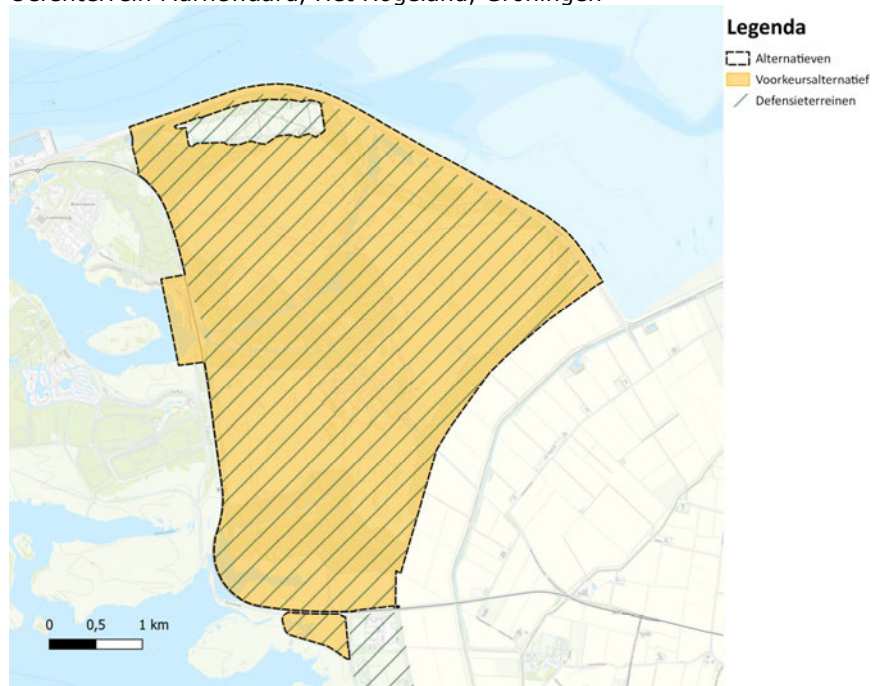 Oefenterrein Marnewaard, Het Hogeland, Groningen
Legenda
Alternatieven
Voorkeursalternatief
Defensieterreinen
0 0,5 1 km